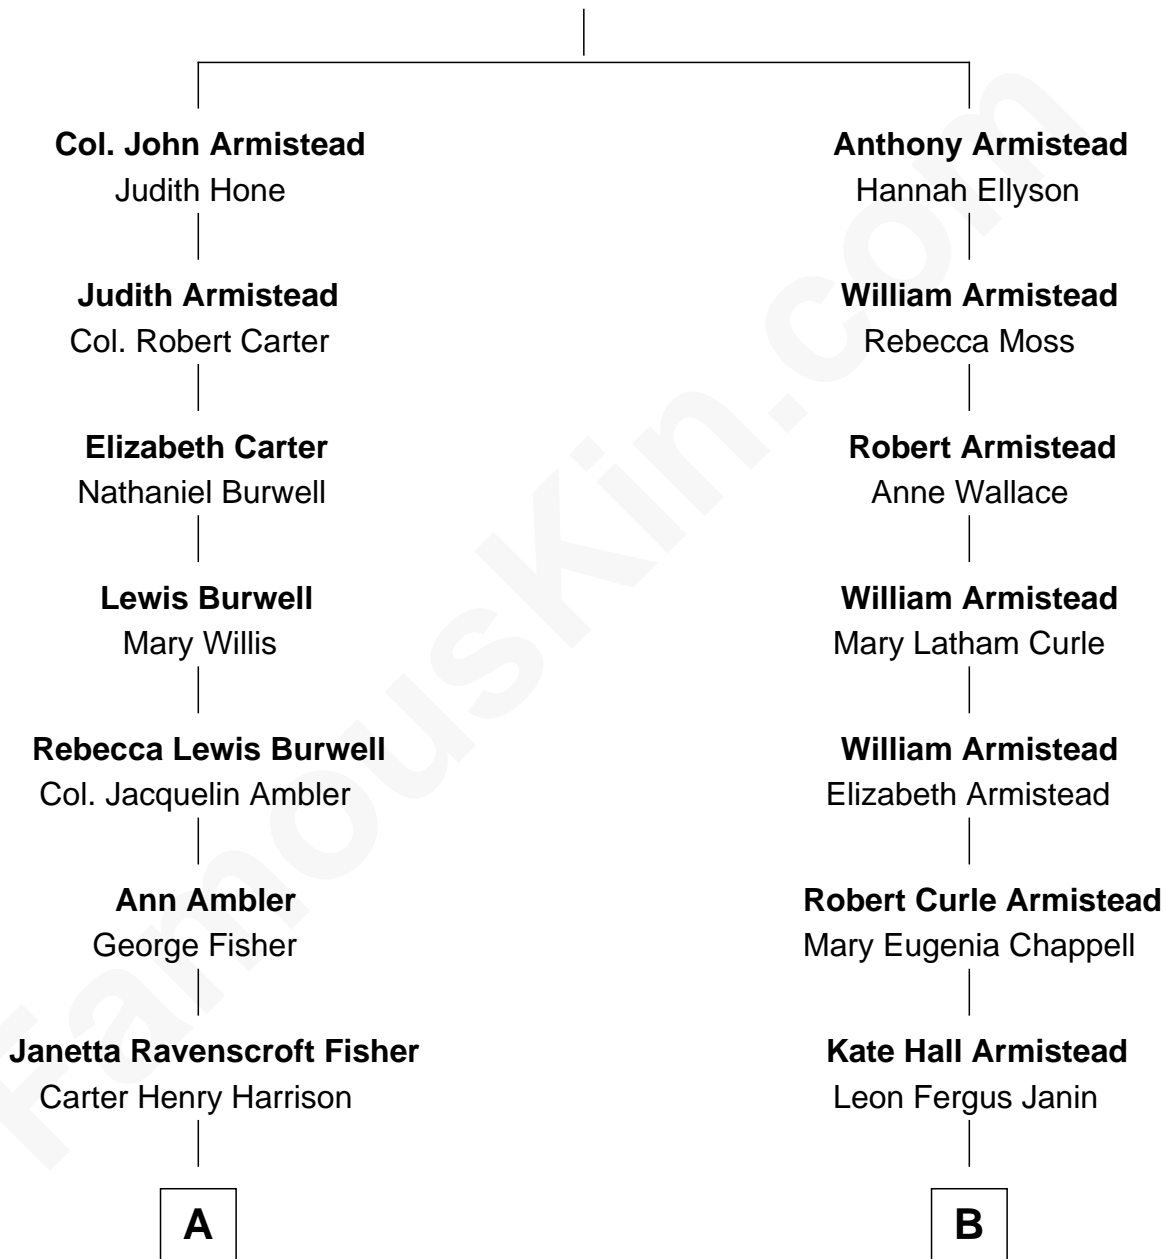 Col. John Armistead
Judith Hone
Judith Armistead
Col. Robert Carter
Elizabeth Carter
Nathaniel Burwell
Lewis Burwell
Mary Willis
Rebecca Lewis Burwell
Col. Jacquelin Ambler
Ann Ambler
George Fisher
Janetta Ravenscroft Fisher
Carter Henry Harrison
A
Anthony Armistead
Hannah Ellyson
William Armistead
Rebecca Moss
Robert Armistead
Anne Wallace
William Armistead
Mary Latham Curle
William Armistead
Elizabeth Armistead
Robert Curle Armistead
Mary Eugenia Chappell
Kate Hall Armistead
Leon Fergus Janin
B
FamousKin.com